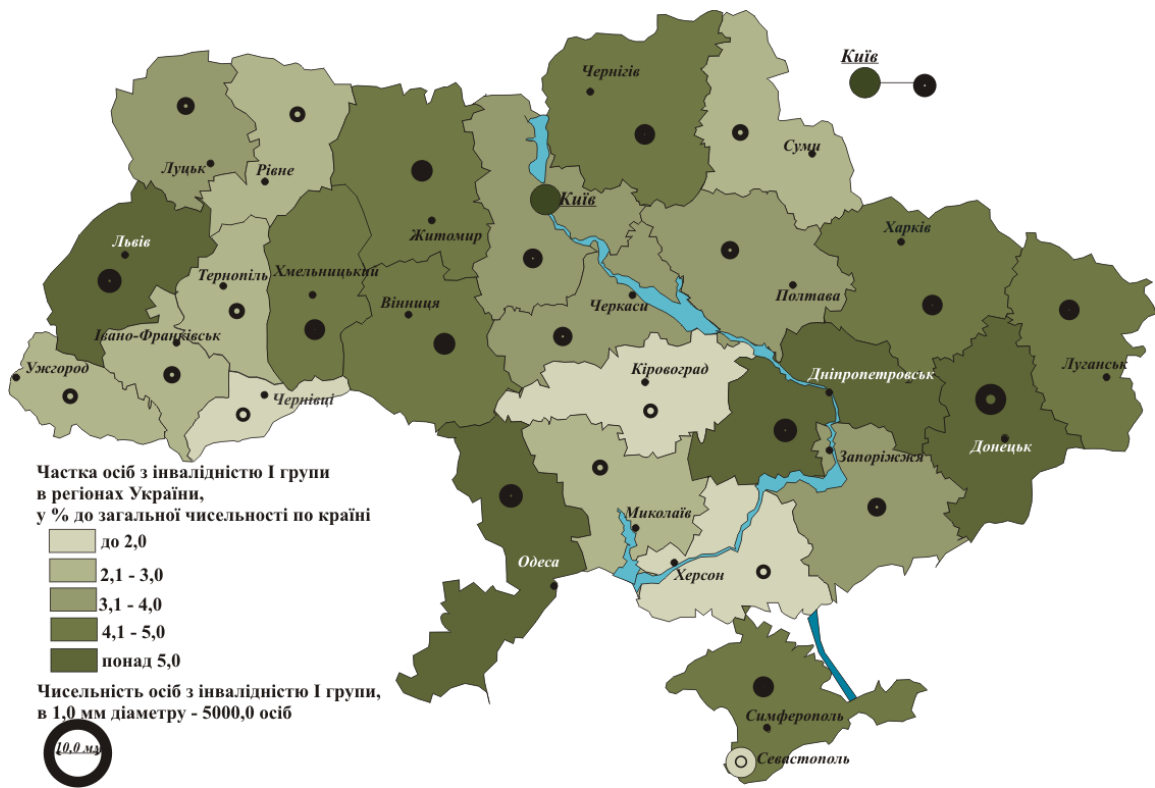 Київ
Чернігів
Суми
Луцьк
Рівне
Київ
Житомир
Харків
Львів
Тернопіль
Хмельницький
Вінниця
Черкаси
Полтава
Івано-Франківськ
Ужгород
Чернівці
Кіровоград
Дніпропетровськ
Луганськ
Донецьк
Запоріжжя
Миколаїв
Одеса
Херсон
Симферополь
Севастополь
Частка осіб з інвалідністю І групи
в регіонах України,
у % до загальної чисельності по країні
до 2,0
2,1 - 3,0
3,1 - 4,0
4,1 - 5,0
понад 5,0
Чисельність осіб з інвалідністю І групи,
в 1,0 мм діаметру - 5000,0 осіб
10,0 мм